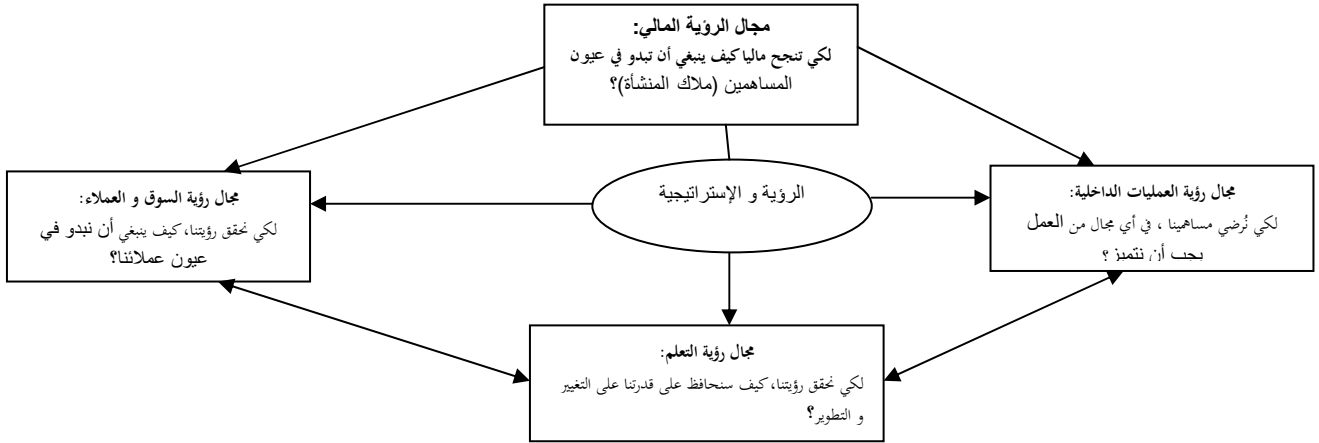 مجال الرؤية المالي:
لكي تنجح ماليا كيف ينبغي أن تبدو في عيون
المساهمين (ملاك المنشأة)؟
الرؤية و الإستراتيجية
مجال رؤية العمليات الداخلية:
لكي نُرضي مساهمينا ، في أي مجال من العمل
يجب أن نتميز ؟
مجال رؤية السوق و العملاء:
لكي نحقق رؤيتنا، كيف ينبغي أن نبدو في
عيون عملائنا؟
مجال رؤية التعلم:
لكي نحقق رؤيتنا، كيف سنحافظ على قدرتنا على التغيير
و التطوير؟